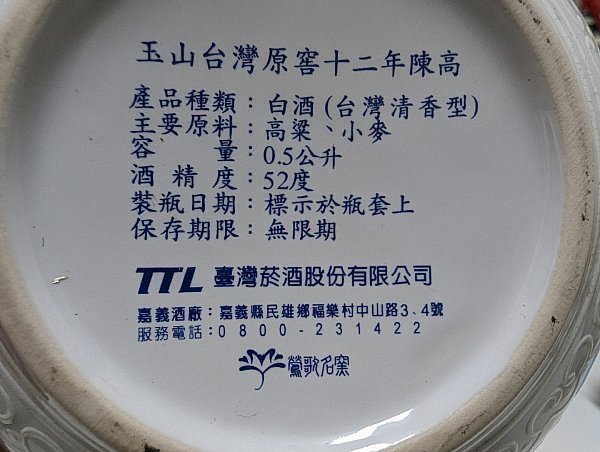 玉山台灣原窖十二年陳高
產品種類：白酒(台灣清香型)
主要原料：高粱、小麥
容量：0.5公升
酒精度：52度
裝瓶日期：標示於瓶套上
保存期限：無限期
TTL 臺灣菸酒股份有限公司
嘉義酒廠：嘉義縣民雄鄉福樂村中山路3、4號
服務電話：0800-231422
鶯歌名窯